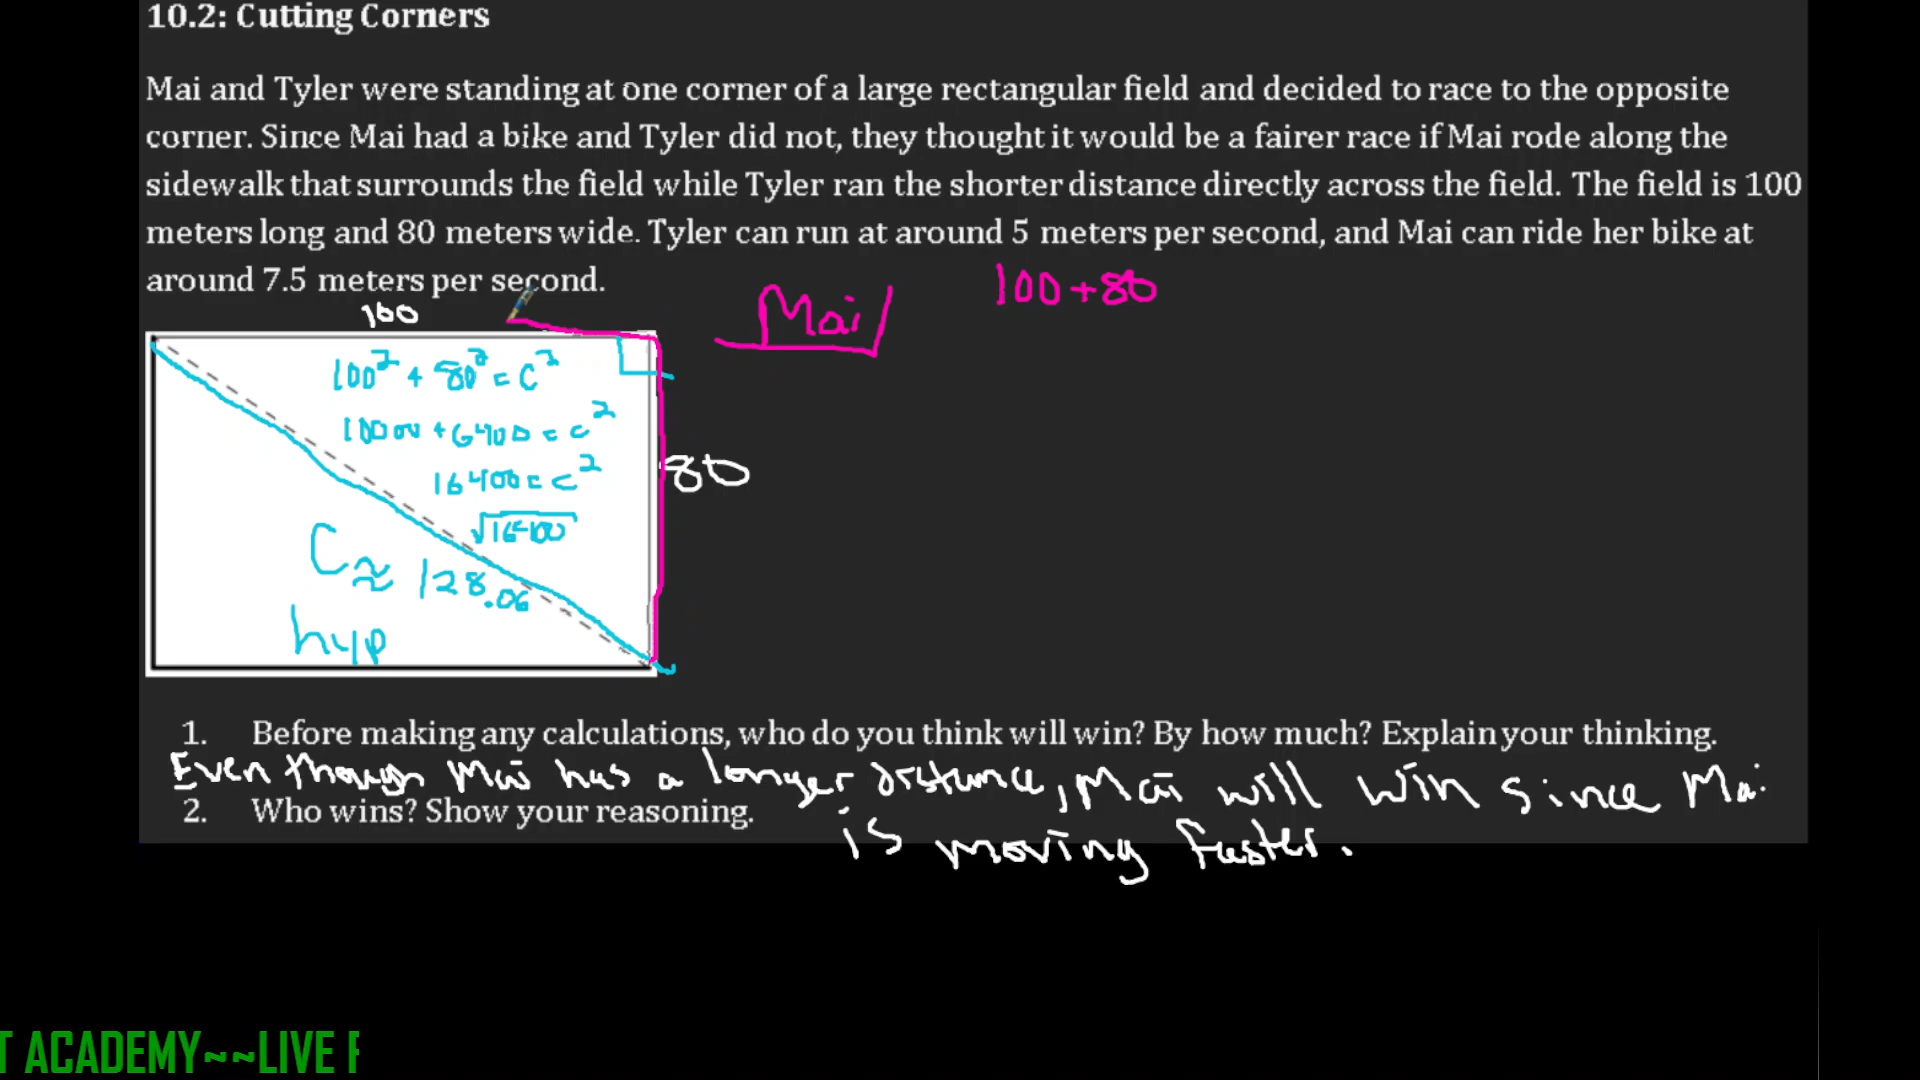 10.2: Cutting Corners
Mai and Tyler were standing at one corner of a large rectangular field and decided to race to the opposite
corner. Since Mai had a bike and Tyler did not, they thought it would be a fairer race if Mai rode along the
sidewalk that surrounds the field while Tyler ran the shorter distance directly across the field. The field is 100
meters long and 80 meters wide. Tyler can run at around 5 meters per second, and Mai can ride her bike at
around 7.5 meters per second.
100
Mai
100+80
100² + 80² = C²
10000 + 6400 = c²
16400 = c²
√16400
80
C ≈ 128.06
hyp
1. Before making any calculations, who do you think will win? By how much? Explain your thinking.
Even though Mai has a longer distance, Mai will win since Mai
2. Who wins? Show your reasoning.
is moving faster.
T ACADEMY~~LIVE F